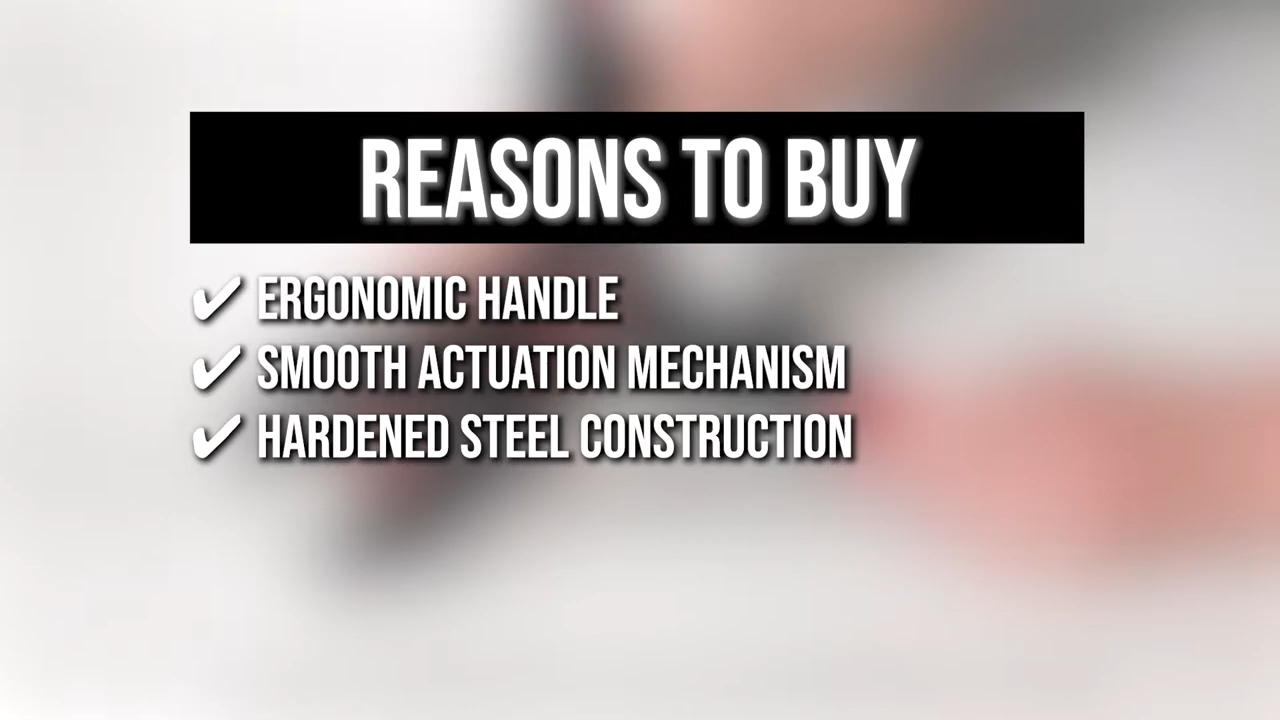 REASONS TO BUY
✔ ERGONOMIC HANDLE
✔ SMOOTH ACTUATION MECHANISM
✔ HARDENED STEEL CONSTRUCTION